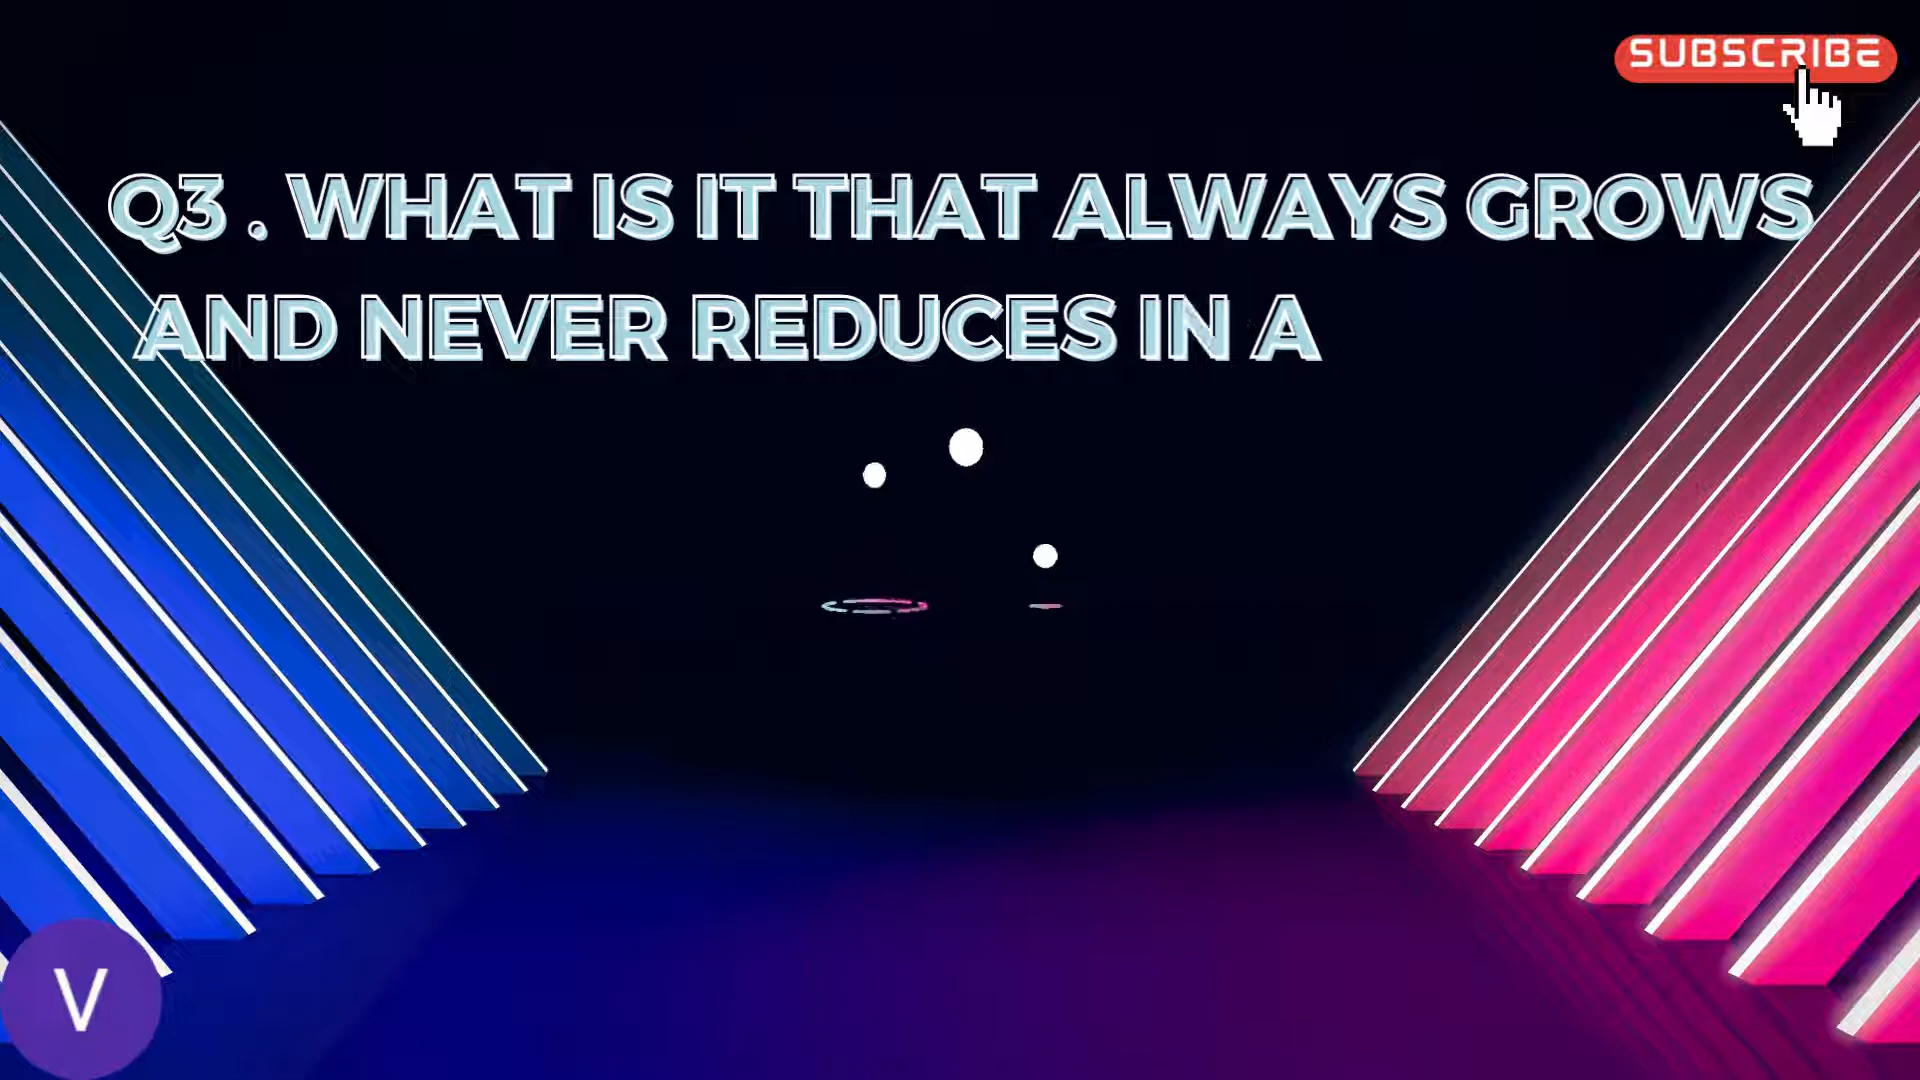 SUBSCRIBE
Q3 . WHAT IS IT THAT ALWAYS GROWS
AND NEVER REDUCES IN A
V